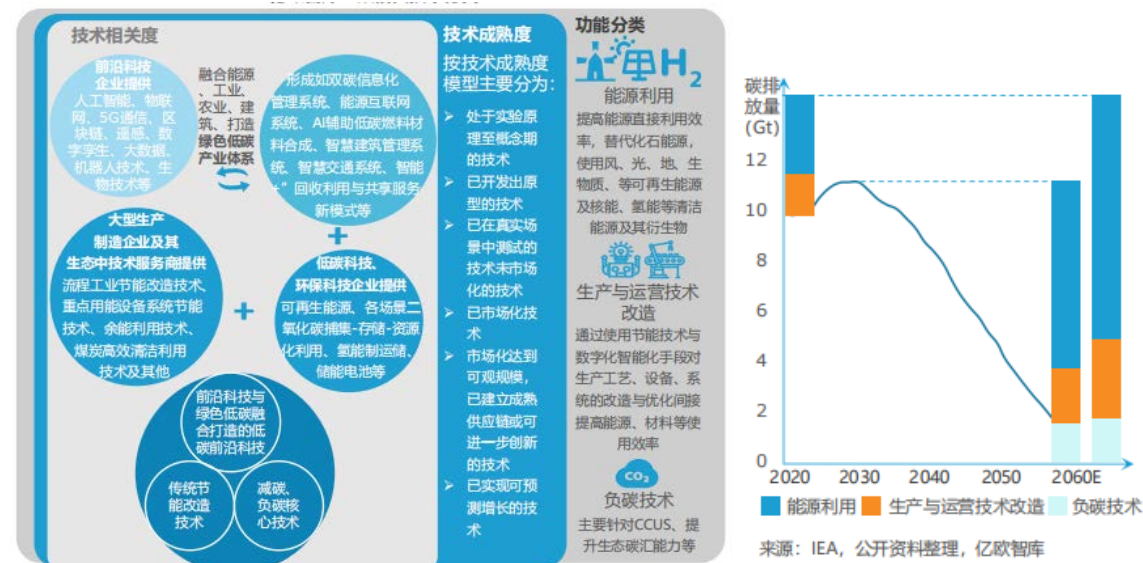 技术相关度
前沿科技
企业提供
人工智能、物联
网、5G通信、区
块链、遥感、数
字孪生、大数据、
机器人技术、生
物技术等
融合能源
、工业、
农业、建
筑、打造
绿色低碳
产业体系
形成如双碳信息化
管理系统、能源互联网
系统、AI辅助低碳燃料材
料合成、智慧建筑管理系
统、智慧交通系统、智能
+”回收利用与共享服务
新模式等
+
大型生产
制造企业及其
生态中技术服务商提供
流程工业节能改造技术、
重点用能设备系统节能
技术、余能利用技术、
煤炭高效清洁利用
技术及其他
+
低碳科技、
环保科技企业提供
可再生能源、各场景二
氧化碳捕集-存储-资源
化利用、氢能制运储、
储能电池等
前沿科技与
绿色低碳融
合打造的低
碳前沿科技
传统节
能改造
技术
减碳、
负碳核
心技术
技术成熟度
按技术成熟度
模型主要分为：
➢ 处于实验原
理至概念期
的技术
➢ 已开发出原
型的技术
➢ 已在真实场
景中测试的
技术未市场
化的技术
➢ 已市场化技
术
➢ 市场化达到
可观规模，
已建立成熟
供应链或可
进一步创新
的技术
➢ 已实现可预
测增长的技
术
功能分类
H2
能源利用
提高能源直接利用效
率，替代化石能源，
使用风、光、地、生
物质、等可再生能源
及核能、氢能等清洁
能源及其衍生物
生产与运营技术
改造
通过使用节能技术与
数字化智能化手段对
生产工艺、设备、系
统的改造与优化间接
提高能源、材料等使
用效率
CO2
负碳技术
主要针对CCUS、提
升生态碳汇能力等
碳排
放量
(Gt)
12
10
8
6
4
2
0
2020 2030 2040 2050 2060E
能源利用 生产与运营技术改造 负碳技术
来源：IEA，公开资料整理，亿欧智库